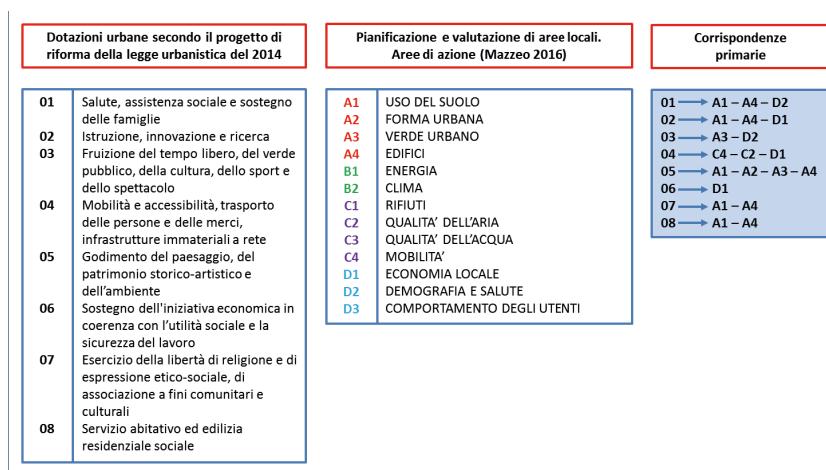 Dotazioni urbane secondo il progetto di
riforma della legge urbanistica del 2014
01 Salute, assistenza sociale e sostegno
delle famiglie
02 Istruzione, innovazione e ricerca
03 Fruizione del tempo libero, del verde
pubblico, della cultura, dello sport e
dello spettacolo
04 Mobilità e accessibilità, trasporto
delle persone e delle merci,
infrastrutture immateriali a rete
05 Godimento del paesaggio, del
patrimonio storico-artistico e
dell’ambiente
06 Sostegno dell'iniziativa economica in
coerenza con l’utilità sociale e la
sicurezza del lavoro
07 Esercizio della libertà di religione e di
espressione etico-sociale, di
associazione a fini comunitari e
culturali
08 Servizio abitativo ed edilizia
residenziale sociale
Pianificazione e valutazione di aree locali.
Aree di azione (Mazzeo 2016)
A1 USO DEL SUOLO
A2 FORMA URBANA
A3 VERDE URBANO
A4 EDIFICI
B1 ENERGIA
B2 CLIMA
C1 RIFIUTI
C2 QUALITA’ DELL’ARIA
C3 QUALITA’ DELL’ACQUA
C4 MOBILITA’
D1 ECONOMIA LOCALE
D2 DEMOGRAFIA E SALUTE
D3 COMPORTAMENTO DEGLI UTENTI
Corrispondenze
primarie
01 → A1 – A4 – D2
02 → A1 – A4 – D1
03 → A3 – D2
04 → C4 – C2 – D1
05 → A1 – A2 – A3 – A4
06 → D1
07 → A1 – A4
08 → A1 – A4